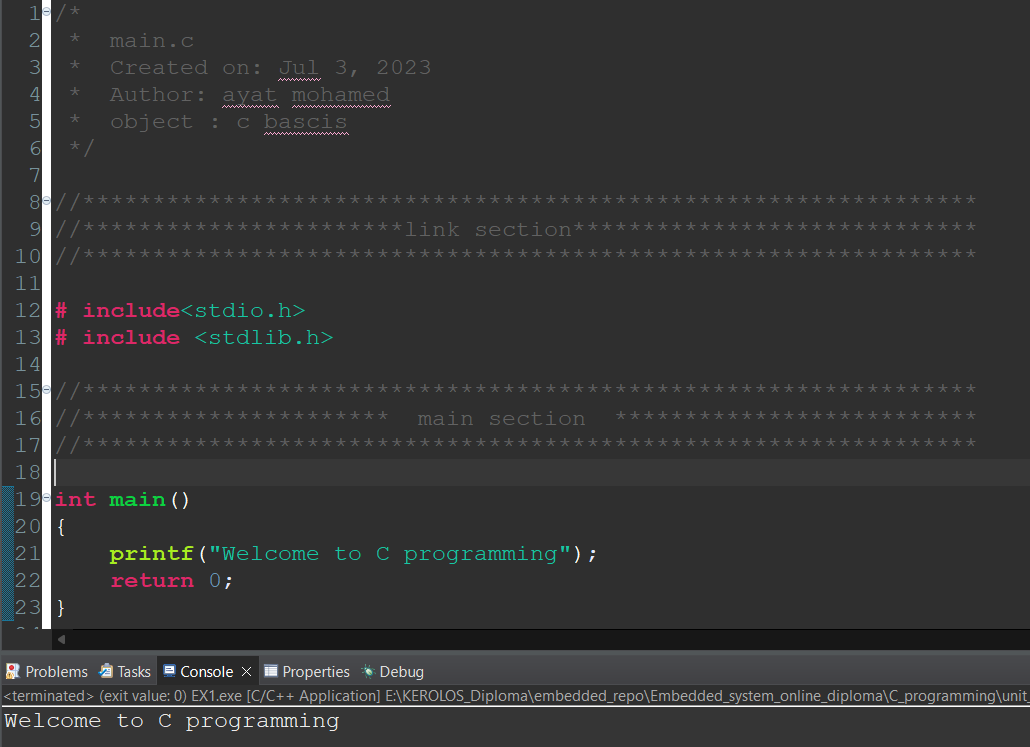 1 /*
2 * main.c
3 * Created on: Jul 3, 2023
4 * Author: ayat mohamed
5 * object : c bascis
6 */
7
8 //****************************************************************
9 //***********************link section*****************************
10 //****************************************************************
11
12 # include<stdio.h>
13 # include <stdlib.h>
14
15 //****************************************************************
16 //********************** main section **************************
17 //****************************************************************
18
19 int main()
20 {
21 printf("Welcome to C programming");
22 return 0;
23 }
Problems Tasks Console Properties Debug
<terminated> (exit value: 0) EX1.exe [C/C++ Application] E:\KEROLOS_Diploma\embedded_repo\Embedded_system_online_diploma\C_programming\unit_
Welcome to C programming